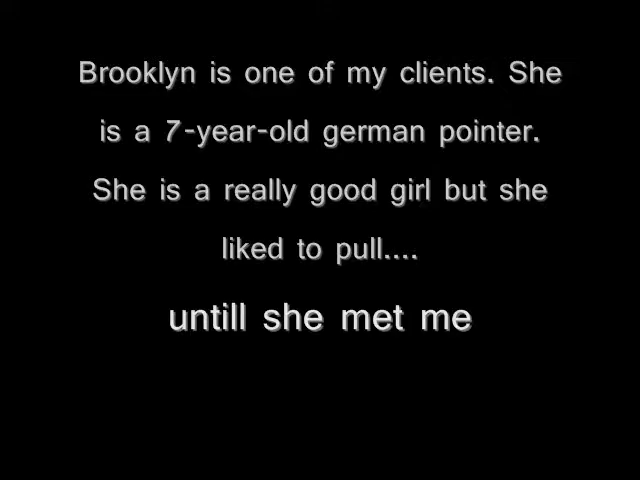 Brooklyn is one of my clients. She
is a 7-year-old german pointer.
She is a really good girl but she
liked to pull....
untill she met me